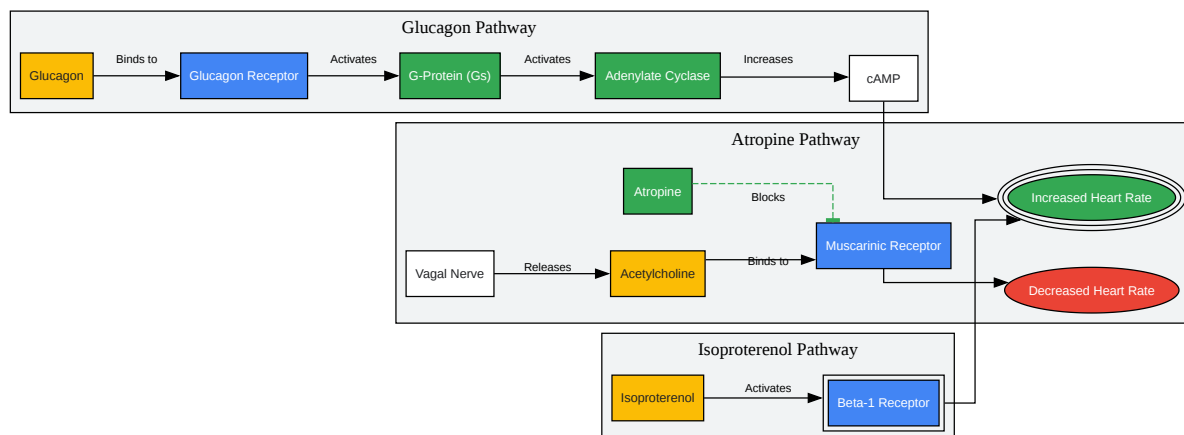 Glucagon Pathway
Glucagon
Binds to
Glucagon Receptor
Activates
G-Protein (Gs)
Activates
Adenylate Cyclase
Increases
cAMP
Atropine Pathway
Atropine
Blocks
Increased Heart Rate
Vagal Nerve
Releases
Acetylcholine
Binds to
Muscarinic Receptor
Decreased Heart Rate
Isoproterenol Pathway
Isoproterenol
Activates
Beta-1 Receptor